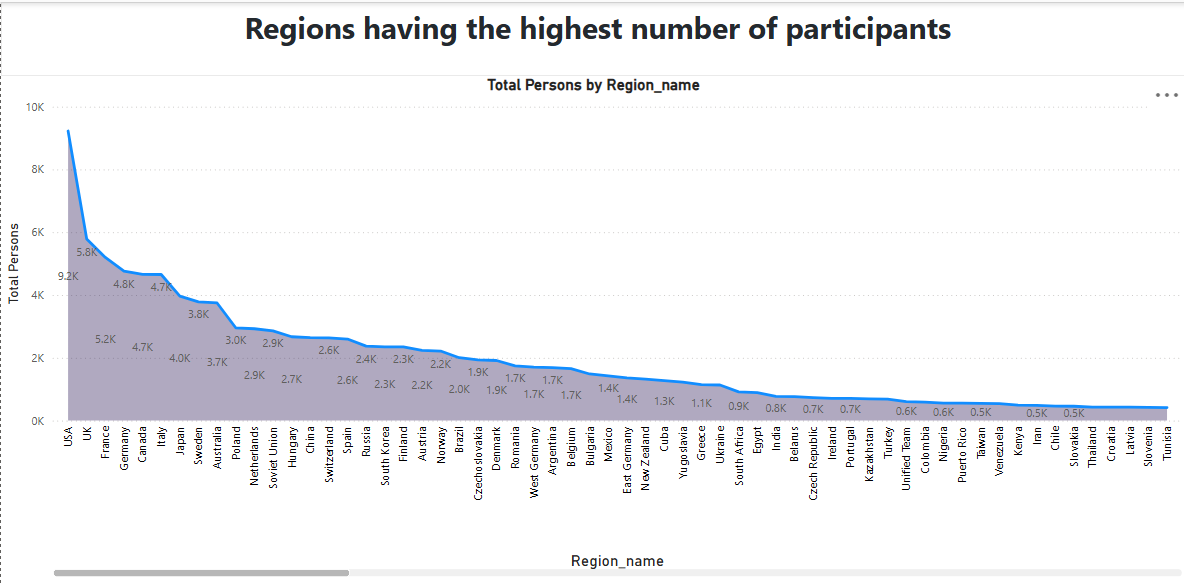 Regions having the highest number of participants
Total Persons by Region_name
Total Persons
10K
8K
6K
4K
2K
0K
9.2K
5.8K
5.2K
4.8K
4.7K
4.7K
4.0K
3.8K
3.7K
3.0K
2.9K
2.9K
2.7K
2.6K
2.6K
2.4K
2.3K
2.3K
2.2K
2.2K
2.0K
1.9K
1.9K
1.7K
1.7K
1.7K
1.7K
1.4K
1.4K
1.3K
1.1K
0.9K
0.8K
0.7K
0.7K
0.6K
0.6K
0.5K
0.5K
0.5K
USA
UK
France
Germany
Canada
Italy
Japan
Sweden
Australia
Poland
Netherlands
Soviet Union
Hungary
China
Switzerland
Spain
Russia
South Korea
Finland
Austria
Norway
Brazil
Czechoslovakia
Denmark
Romania
West Germany
Argentina
Belgium
Bulgaria
Mexico
East Germany
New Zealand
Cuba
Yugoslavia
Greece
Ukraine
South Africa
Egypt
India
Belarus
Czech Republic
Ireland
Portugal
Kazakhstan
Turkey
Unified Team
Colombia
Nigeria
Puerto Rico
Taiwan
Venezuela
Kenya
Iran
Chile
Slovakia
Thailand
Croatia
Latvia
Slovenia
Tunisia
Region_name